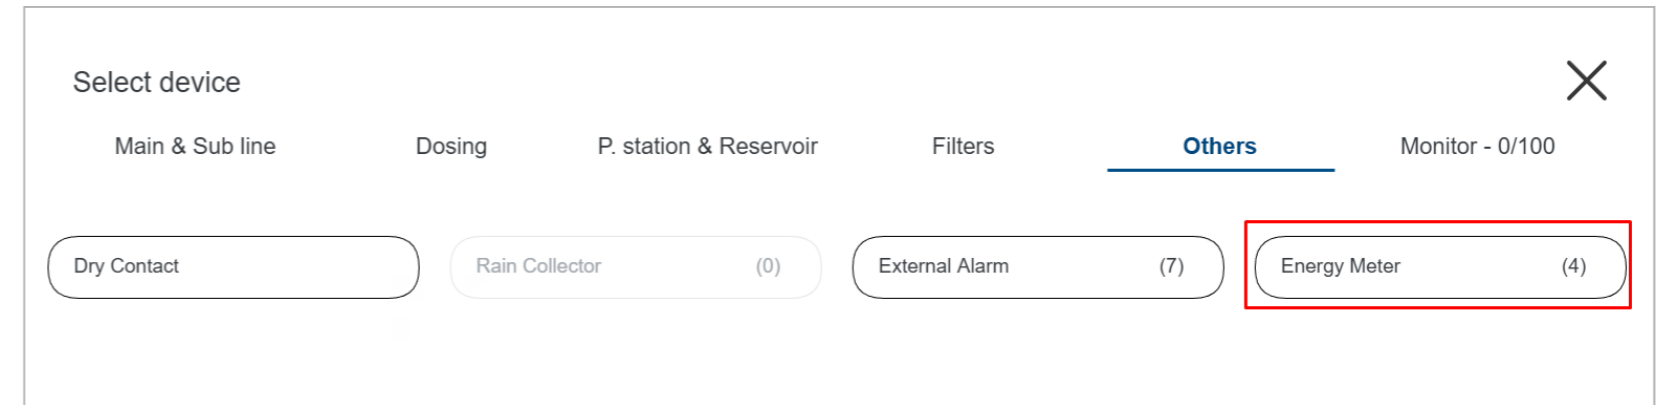 Select device
Main & Sub line Dosing P. station & Reservoir Filters Others Monitor - 0/100
Dry Contact Rain Collector (0) External Alarm (7) Energy Meter (4)